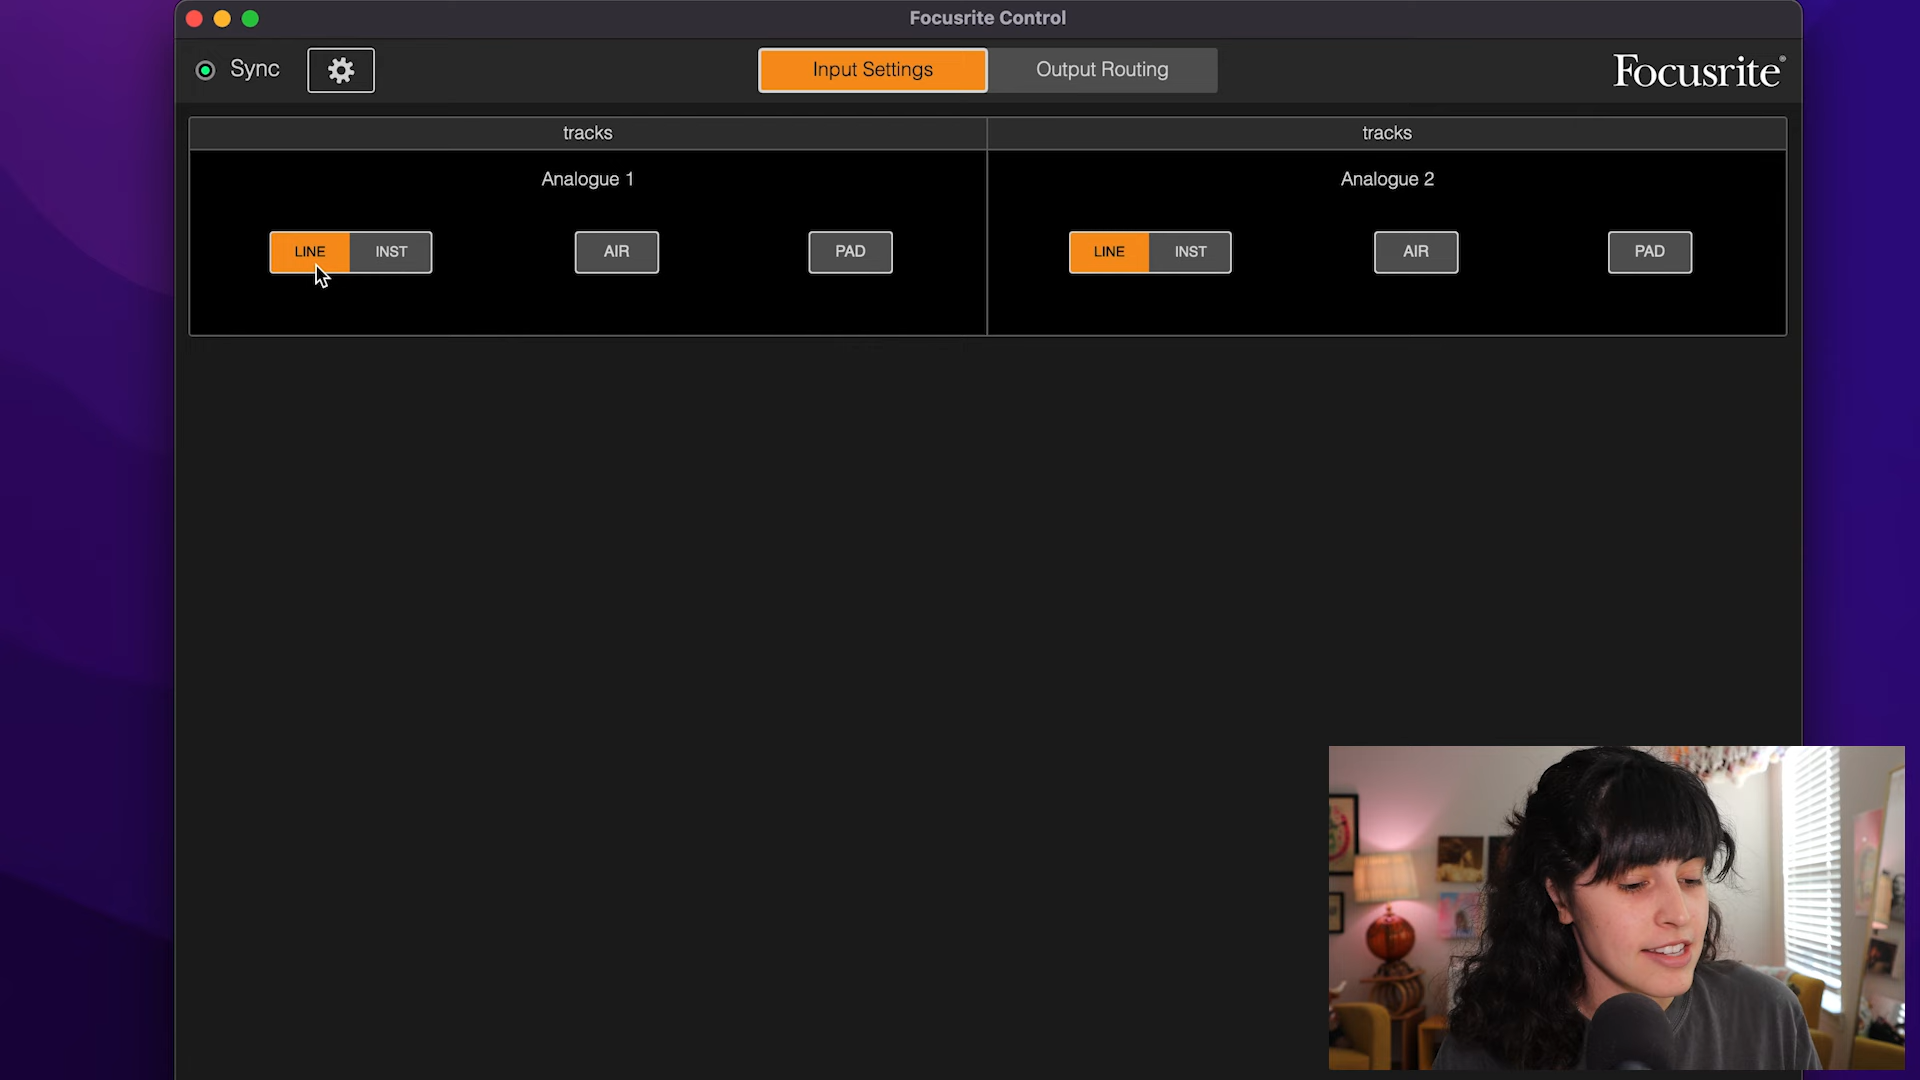 Focusrite Control
Sync
Input Settings
Output Routing
Focusrite®
tracks
tracks
Analogue 1
Analogue 2
LINE
INST
AIR
PAD
LINE
INST
AIR
PAD